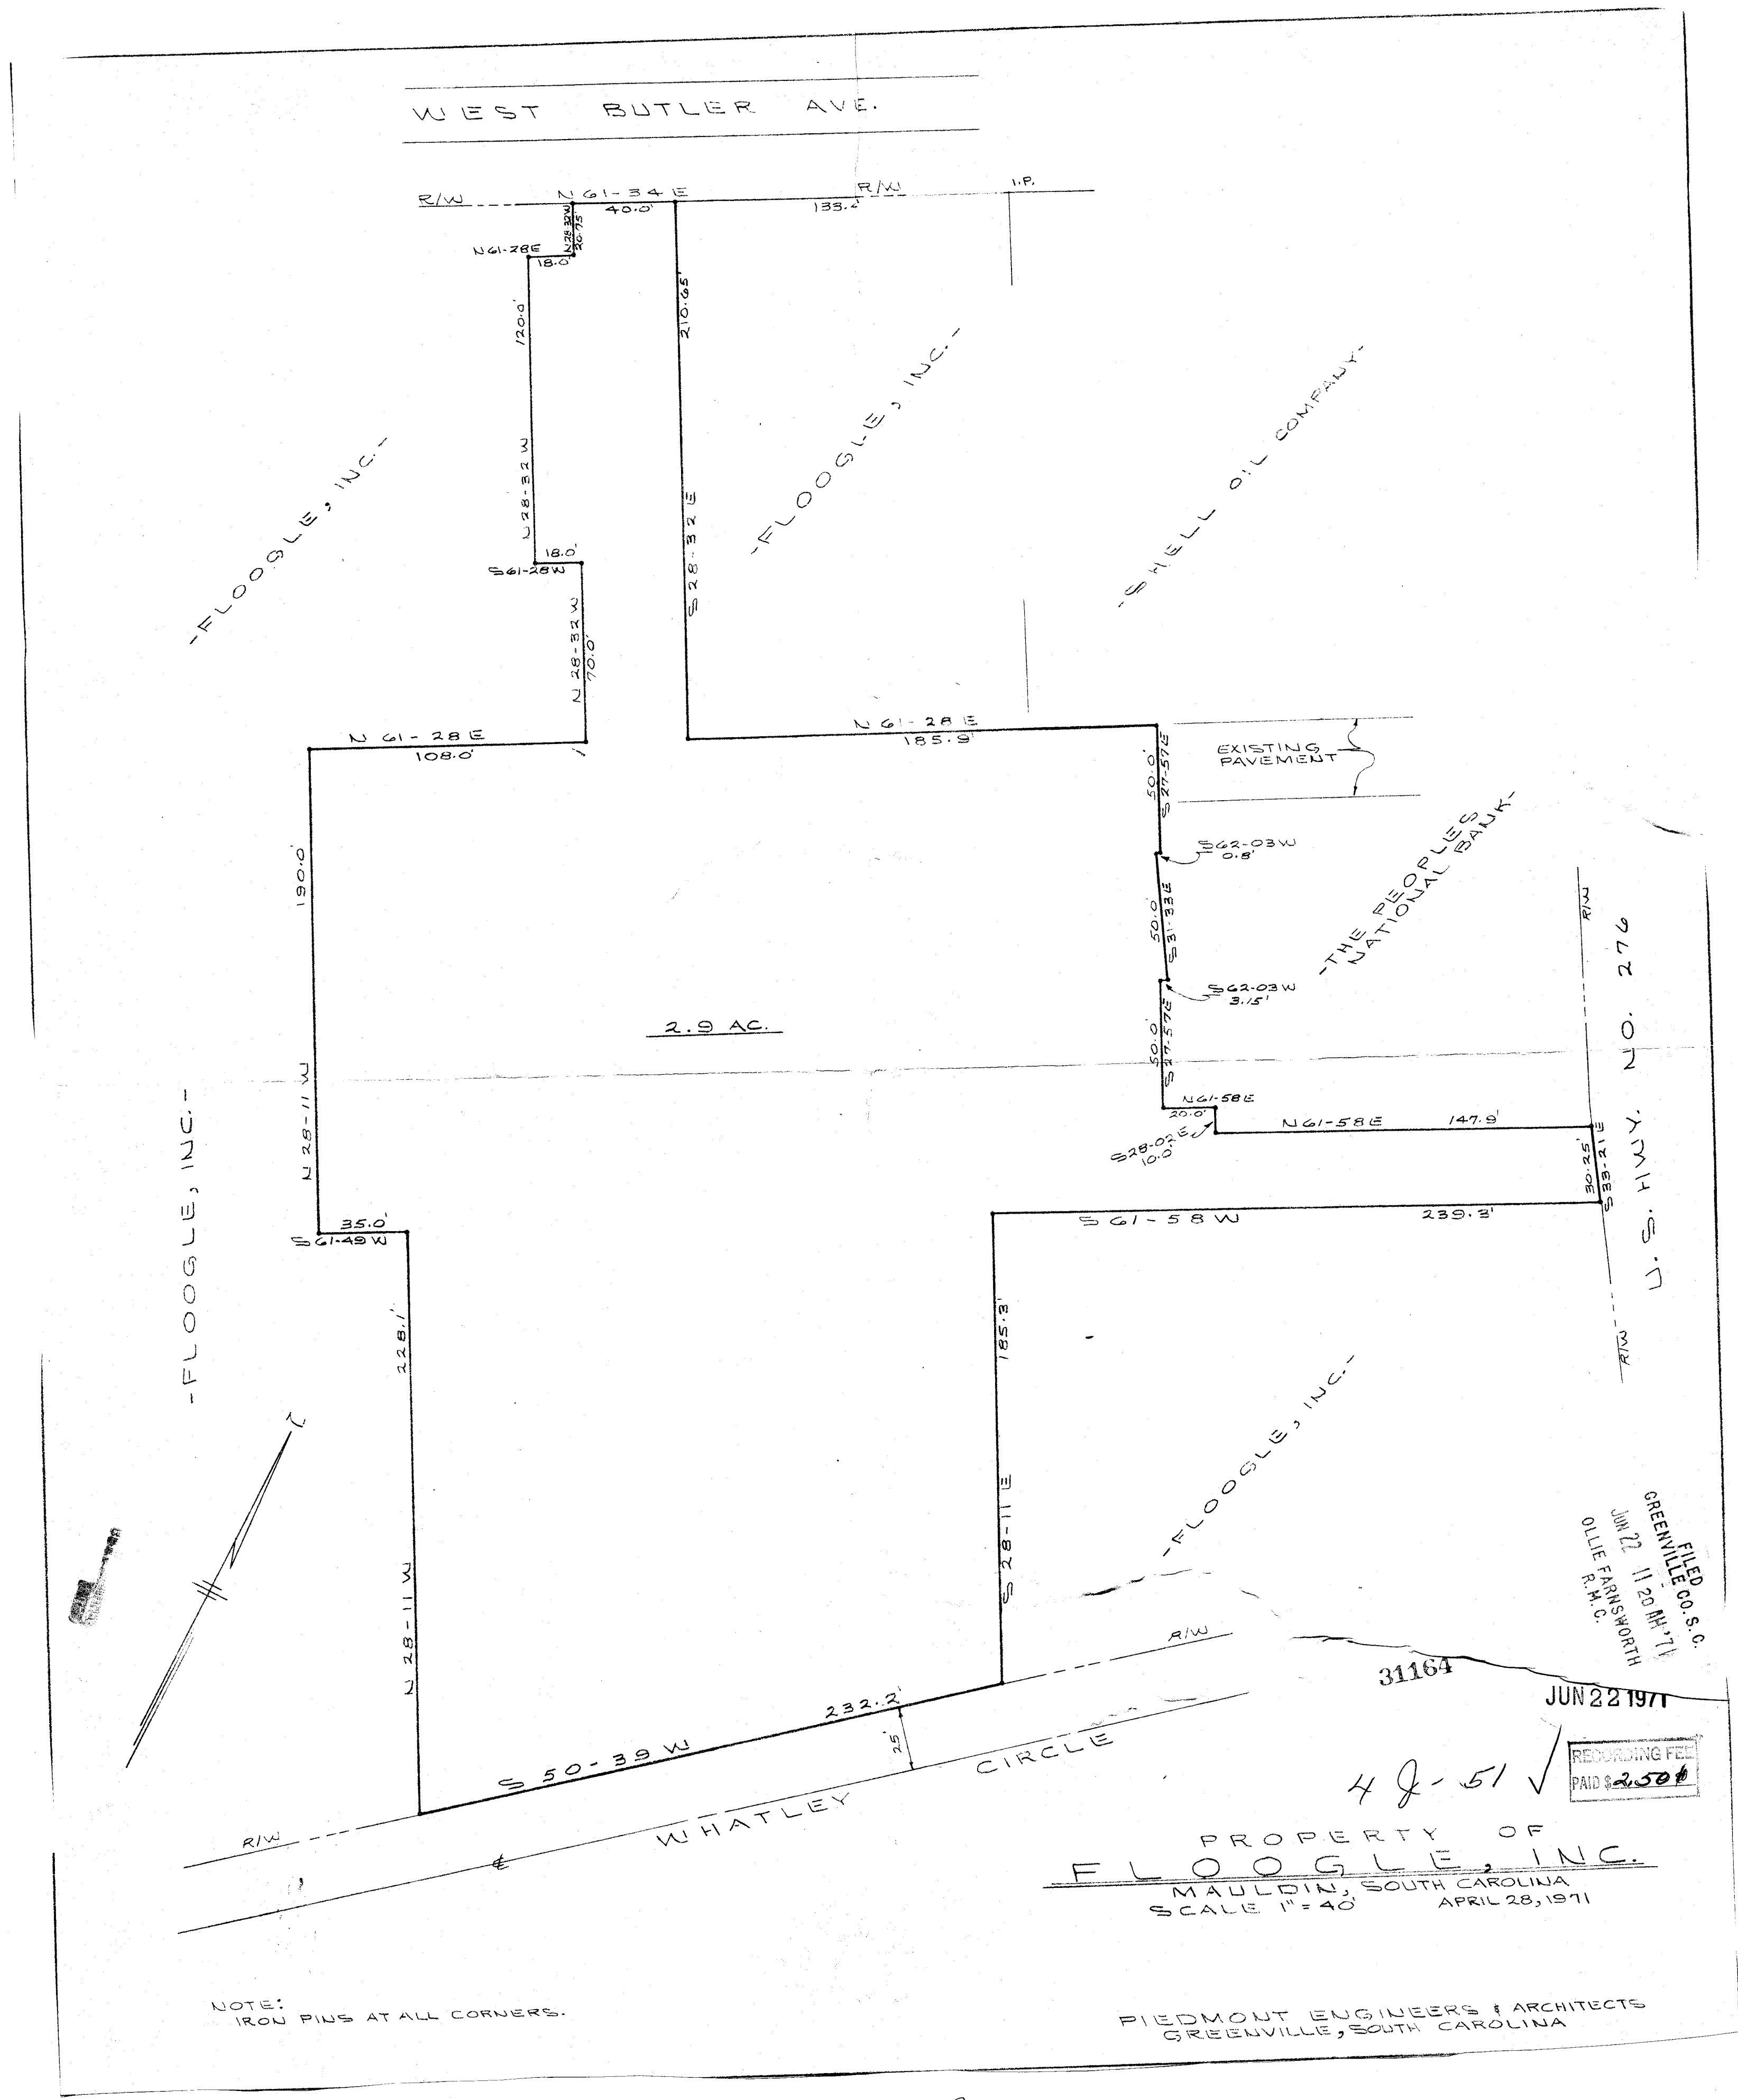 WEST BUTLER AVE.
R/W
N 61-34 E
R/W
I.P.
40.0'
N 28-32 W
20.75'
N 61-28 E
18.0'
120.0'
210.65'
-FLOOGLE, INC.-
-FLOOGLE, INC.-
-SHELL OIL COMPANY-
N 28-32 W
S 28-32 E
18.0'
S 61-28 W
N 28-32 W
70.0'
N 61-28 E
108.0'
N 61-28 E
185.9'
50.0'
S 27-57 E
EXISTING
PAVEMENT
190.0'
S 62-03 W
0.8'
-THE PEOPLES
NATIONAL BANK-
50.0'
S 31-33 E
R/W
S 62-03 W
3.15'
2.9 AC.
50.0'
S 27-57 E
U. S. HWY. NO. 276
N 28-11 W
N 61-58 E
20.0'
N 61-58 E 147.9'
S 28-02 E
10.0'
30.25'
S 33-21 E
-FLOOGLE, INC.-
35.0'
S 61-49 W
S 61-58 W 239.3'
228.1'
185.3'
R/W
-FLOOGLE, INC.-
S 28-11 E
N 28-11 W
FILED
GREENVILLE CO. S. C.
JUN 22 11 20 AM '71
OLLIE FARNSWORTH
R. M. C.
R/W
31164
JUN 22 1971
232.2'
25'
S 50-39 W
WHATLEY CIRCLE
R/W
4 J-51
RECORDING FEE
PAID $ 2.50
PROPERTY OF
FLOOGLE, INC.
MAULDIN, SOUTH CAROLINA
SCALE 1" = 40' APRIL 28, 1971
NOTE:
IRON PINS AT ALL CORNERS.
PIEDMONT ENGINEERS & ARCHITECTS
GREENVILLE, SOUTH CAROLINA